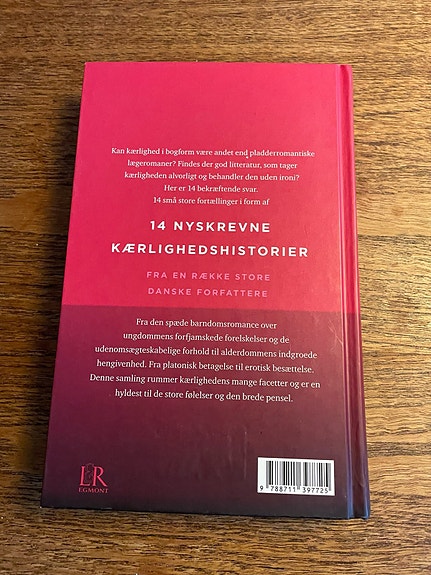 Kan kærlighed i bogform være andet end pladderromantiske
lægeromaner? Findes der god litteratur, som tager
kærligheden alvorligt og behandler den uden ironi?
Her er 14 bekræftende svar.
14 små store fortællinger i form af
14 NYSKREVNE
KÆRLIGHEDSHISTORIER
FRA EN RÆKKE STORE
DANSKE FORFATTERE
Fra den spæde barndomsromance over
ungdommens forfjamskede forelskelser og de
udenomsægteskabelige forhold til alderdommens indgroede
hengivenhed. Fra platonisk betagelse til erotisk besættelse.
Denne samling rummer kærlighedens mange facetter og er en
hyldest til de store følelser og den brede pensel.
L&R
EGMONT
9 788711 397725